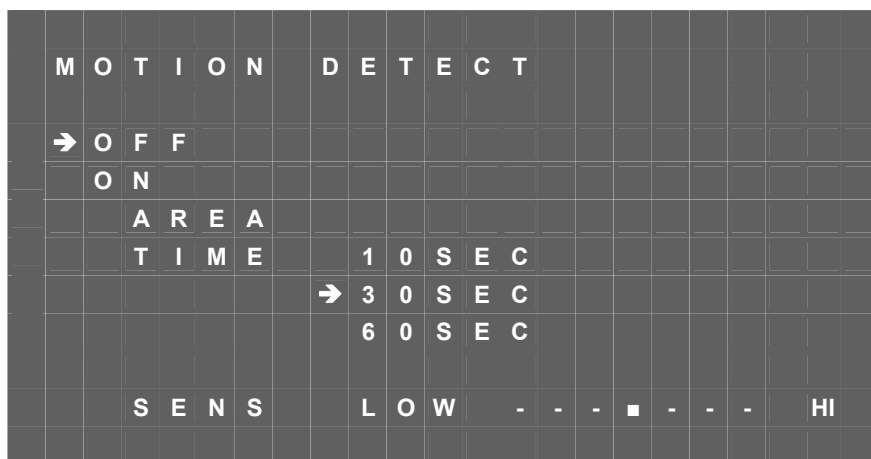 MOTION DETECT
➔ OFF
ON
AREA
TIME 10SEC
➔ 30SEC
60SEC
SENS LOW - - - ■ - - - HI